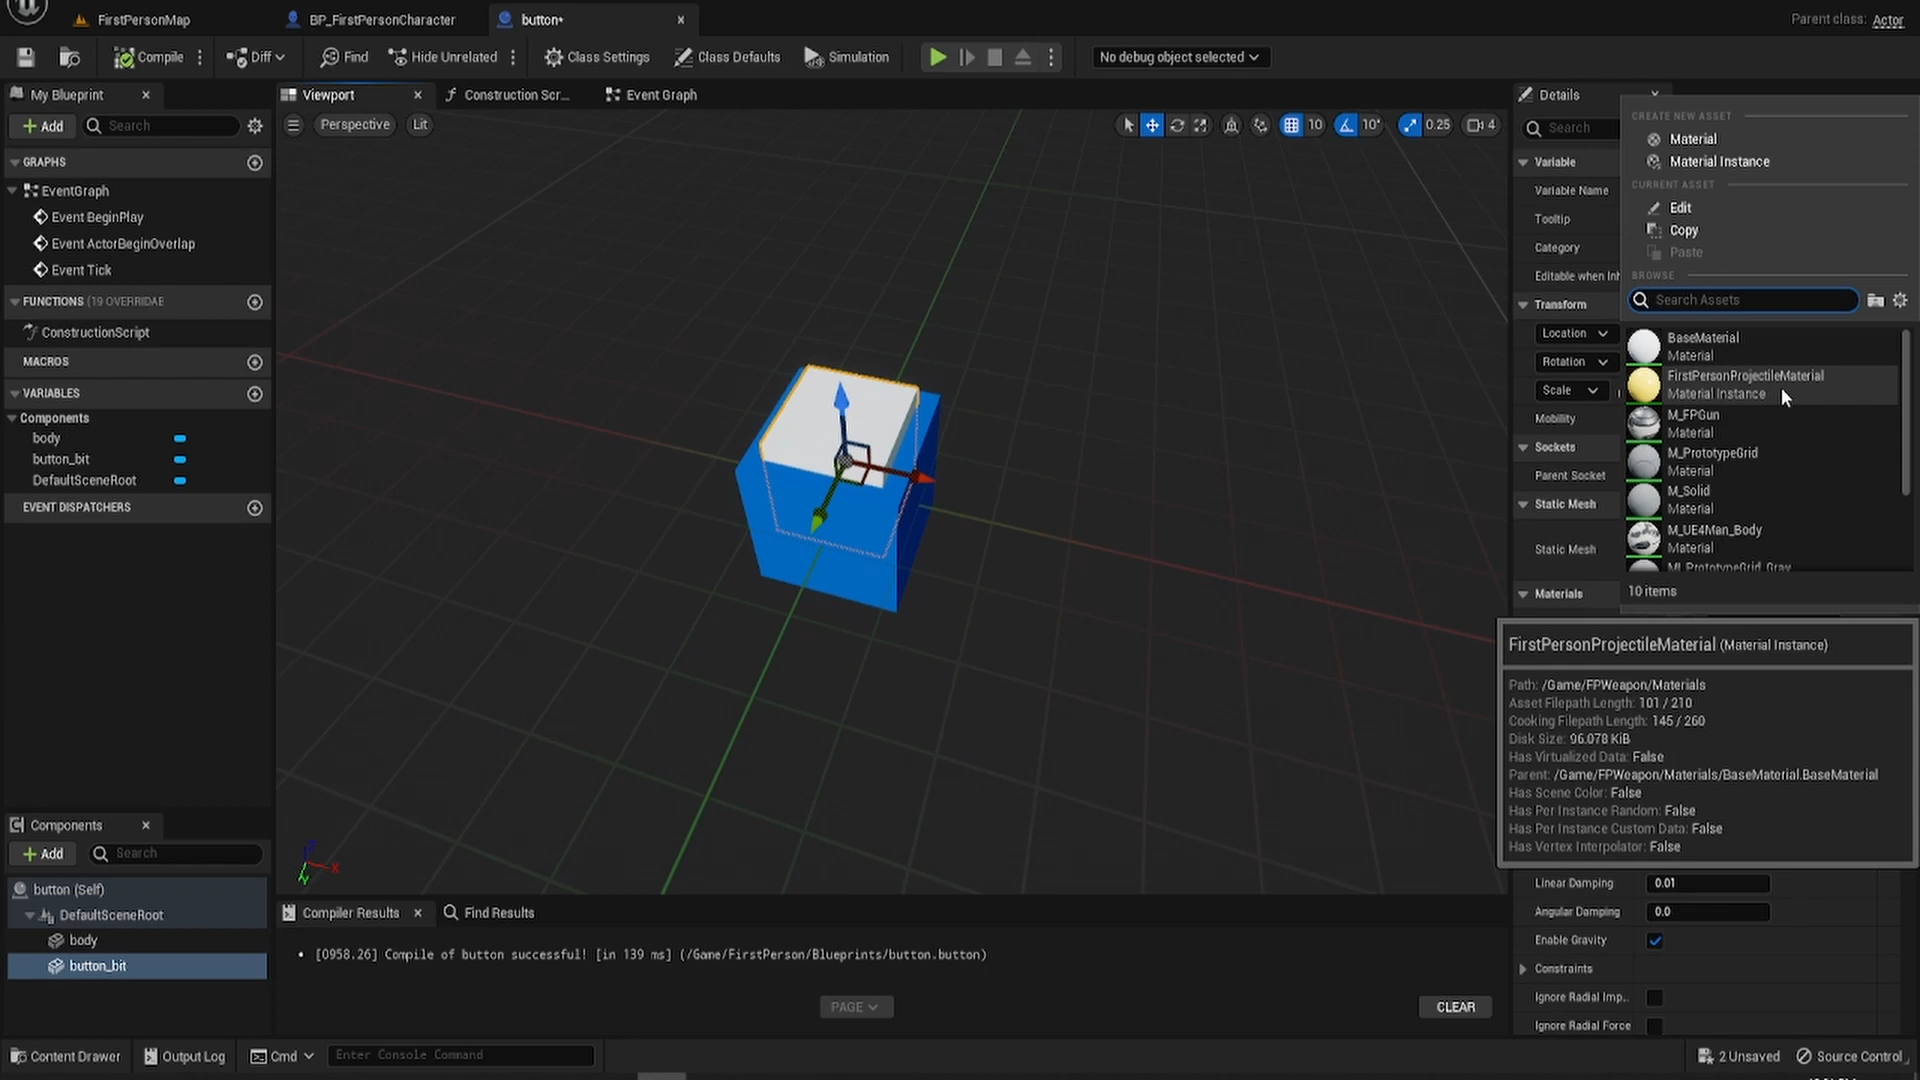 FirstPersonMap
BP_FirstPersonCharacter
button*
Parent class: Actor
Compile
Diff
Find
Hide Unrelated
Class Settings
Class Defaults
Simulation
No debug object selected
My Blueprint
Add
Search
GRAPHS
EventGraph
Event BeginPlay
Event ActorBeginOverlap
Event Tick
FUNCTIONS (19 OVERRIDAB
ConstructionScript
MACROS
VARIABLES
Components
body
button_bit
DefaultSceneRoot
EVENT DISPATCHERS
Components
Add
Search
button (Self)
DefaultSceneRoot
body
button_bit
Viewport
Construction Scr...
Event Graph
Perspective
Lit
10
10°
0.25
4
X
Compiler Results
Find Results
[0958.26] Compile of button successful! [in 139 ms] (/Game/FirstPerson/Blueprints/button.button)
PAGE
CLEAR
Details
Search
Variable
Variable Name
Tooltip
Category
Editable when Inh
Transform
Location
Rotation
Scale
Mobility
Sockets
Parent Socket
Static Mesh
Static Mesh
Materials
CREATE NEW ASSET
Material
Material Instance
CURRENT ASSET
Edit
Copy
Paste
BROWSE
Search Assets
BaseMaterial
Material
FirstPersonProjectileMaterial
Material Instance
M_FPGun
Material
M_PrototypeGrid
Material
M_Solid
Material
M_UE4Man_Body
Material
MI_PrototypeGrid_Gray
10 items
FirstPersonProjectileMaterial (Material Instance)
Path: /Game/FPWeapon/Materials
Asset Filepath Length: 101 / 210
Cooking Filepath Length: 145 / 260
Disk Size: 96.078 KiB
Has Virtualized Data: False
Parent: /Game/FPWeapon/Materials/BaseMaterial.BaseMaterial
Has Scene Color: False
Has Per Instance Random: False
Has Per Instance Custom Data: False
Has Vertex Interpolator: False
Linear Damping 0.01
Angular Damping 0.0
Enable Gravity
Constraints
Ignore Radial Imp..
Ignore Radial Force
Content Drawer
Output Log
Cmd
Enter Console Command
2 Unsaved
Source Control